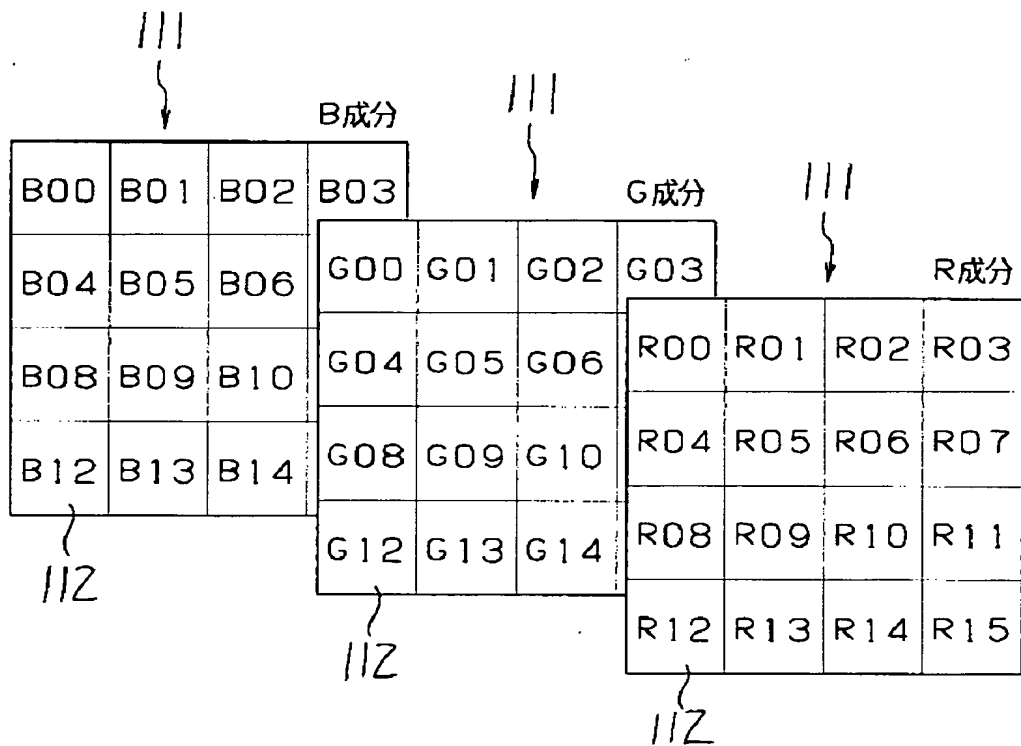 111
B成分
B00 B01 B02 B03
B04 B05 B06
B08 B09 B10
B12 B13 B14
112
111
G成分
G00 G01 G02 G03
G04 G05 G06
G08 G09 G10
G12 G13 G14
112
111
R成分
R00 R01 R02 R03
R04 R05 R06 R07
R08 R09 R10 R11
R12 R13 R14 R15
112